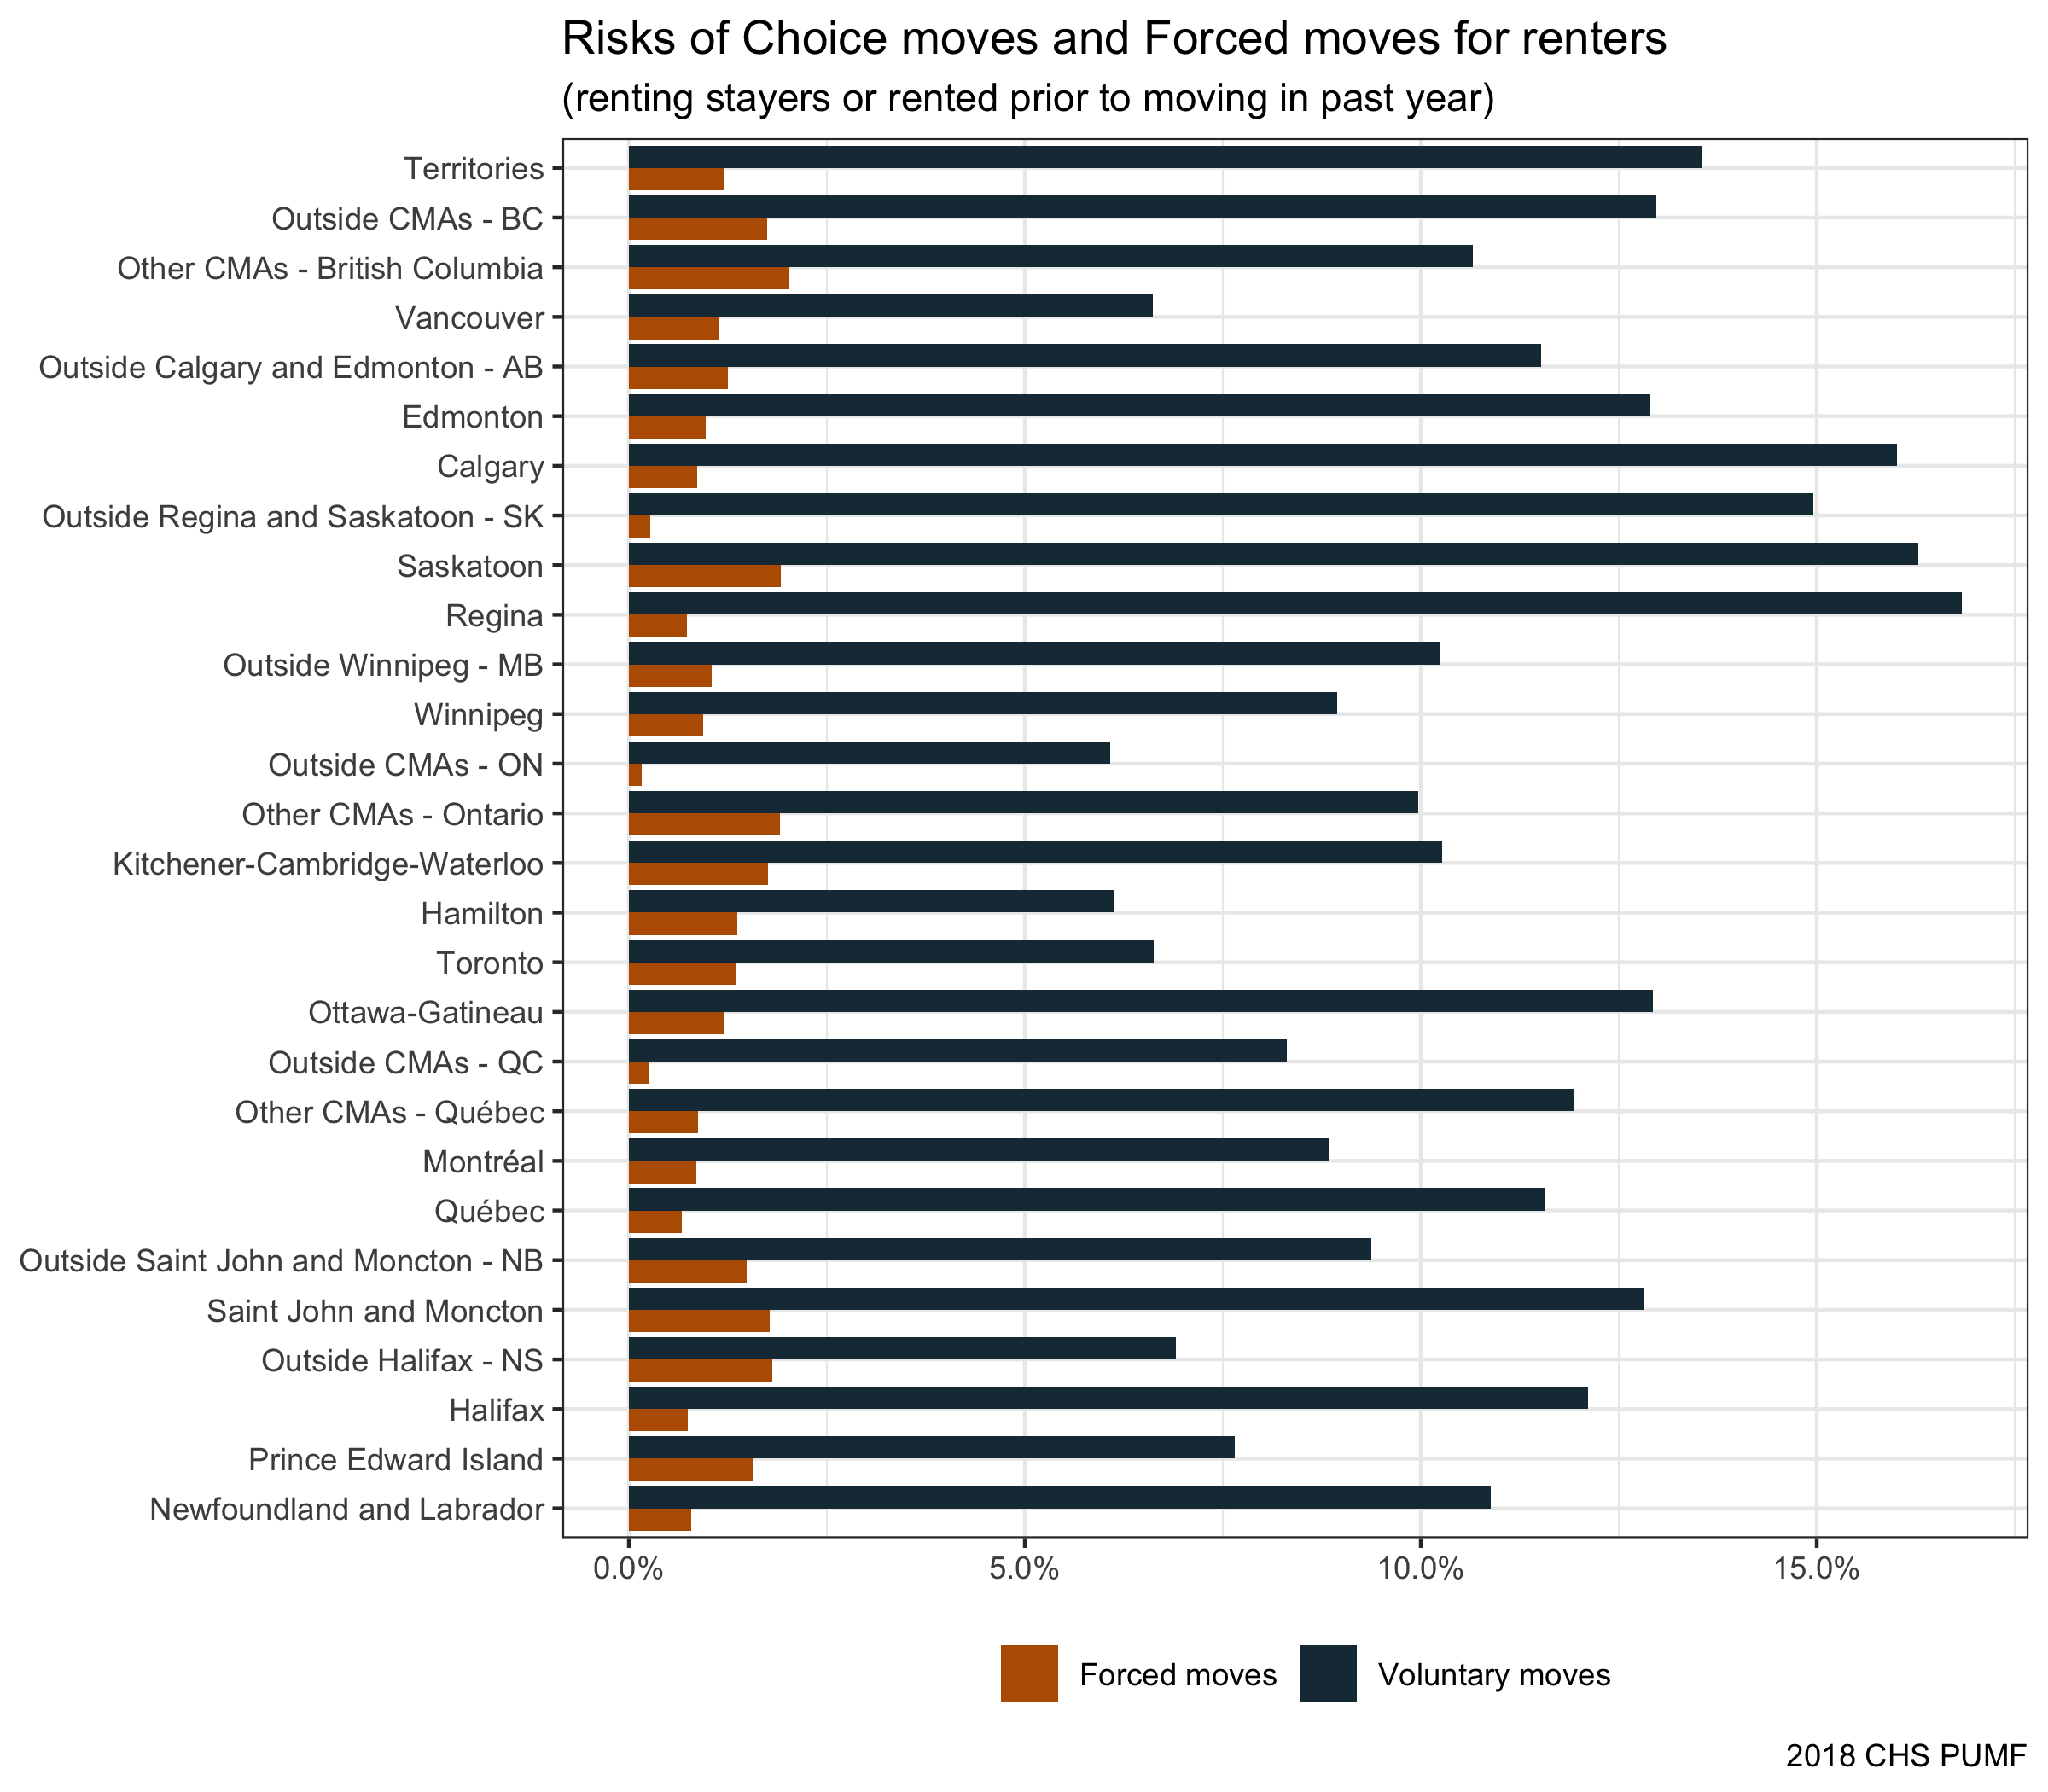 Risks of Choice moves and Forced moves for renters
(renting stayers or rented prior to moving in past year)
Territories
Outside CMAs - BC
Other CMAs - British Columbia
Vancouver
Outside Calgary and Edmonton - AB
Edmonton
Calgary
Outside Regina and Saskatoon - SK
Saskatoon
Regina
Outside Winnipeg - MB
Winnipeg
Outside CMAs - ON
Other CMAs - Ontario
Kitchener-Cambridge-Waterloo
Hamilton
Toronto
Ottawa-Gatineau
Outside CMAs - QC
Other CMAs - Québec
Montréal
Québec
Outside Saint John and Moncton - NB
Saint John and Moncton
Outside Halifax - NS
Halifax
Prince Edward Island
Newfoundland and Labrador
0.0% 5.0% 10.0% 15.0%
Forced moves Voluntary moves
2018 CHS PUMF